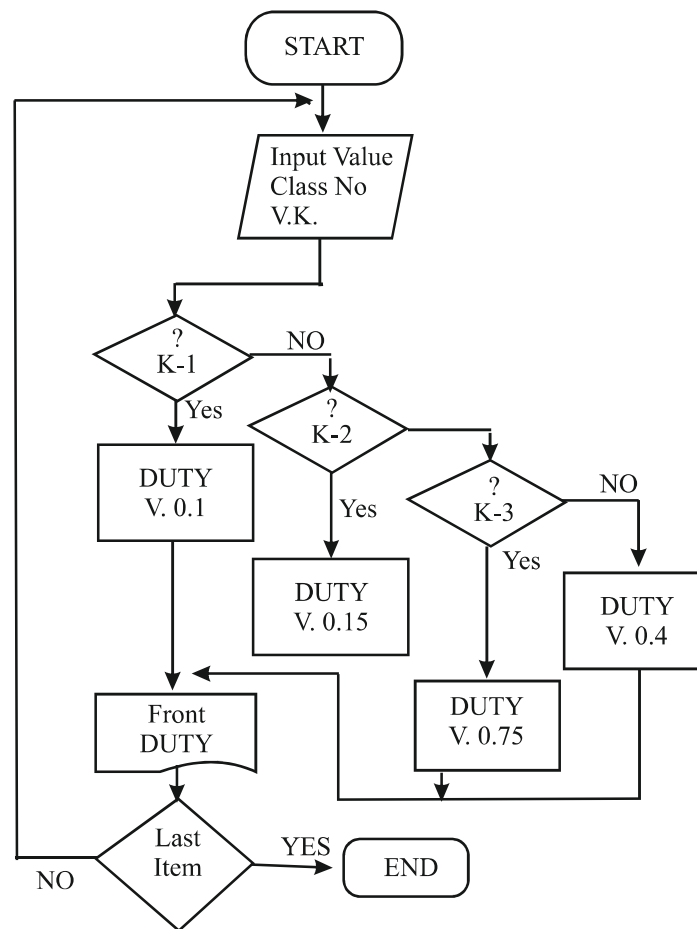 START
Input Value
Class No
V.K.
?
K-1
NO
Yes
?
K-2
DUTY
V. 0.1
Yes
?
K-3
NO
Yes
DUTY
V. 0.15
DUTY
V. 0.4
DUTY
V. 0.75
Front
DUTY
Last
Item
YES
NO
END